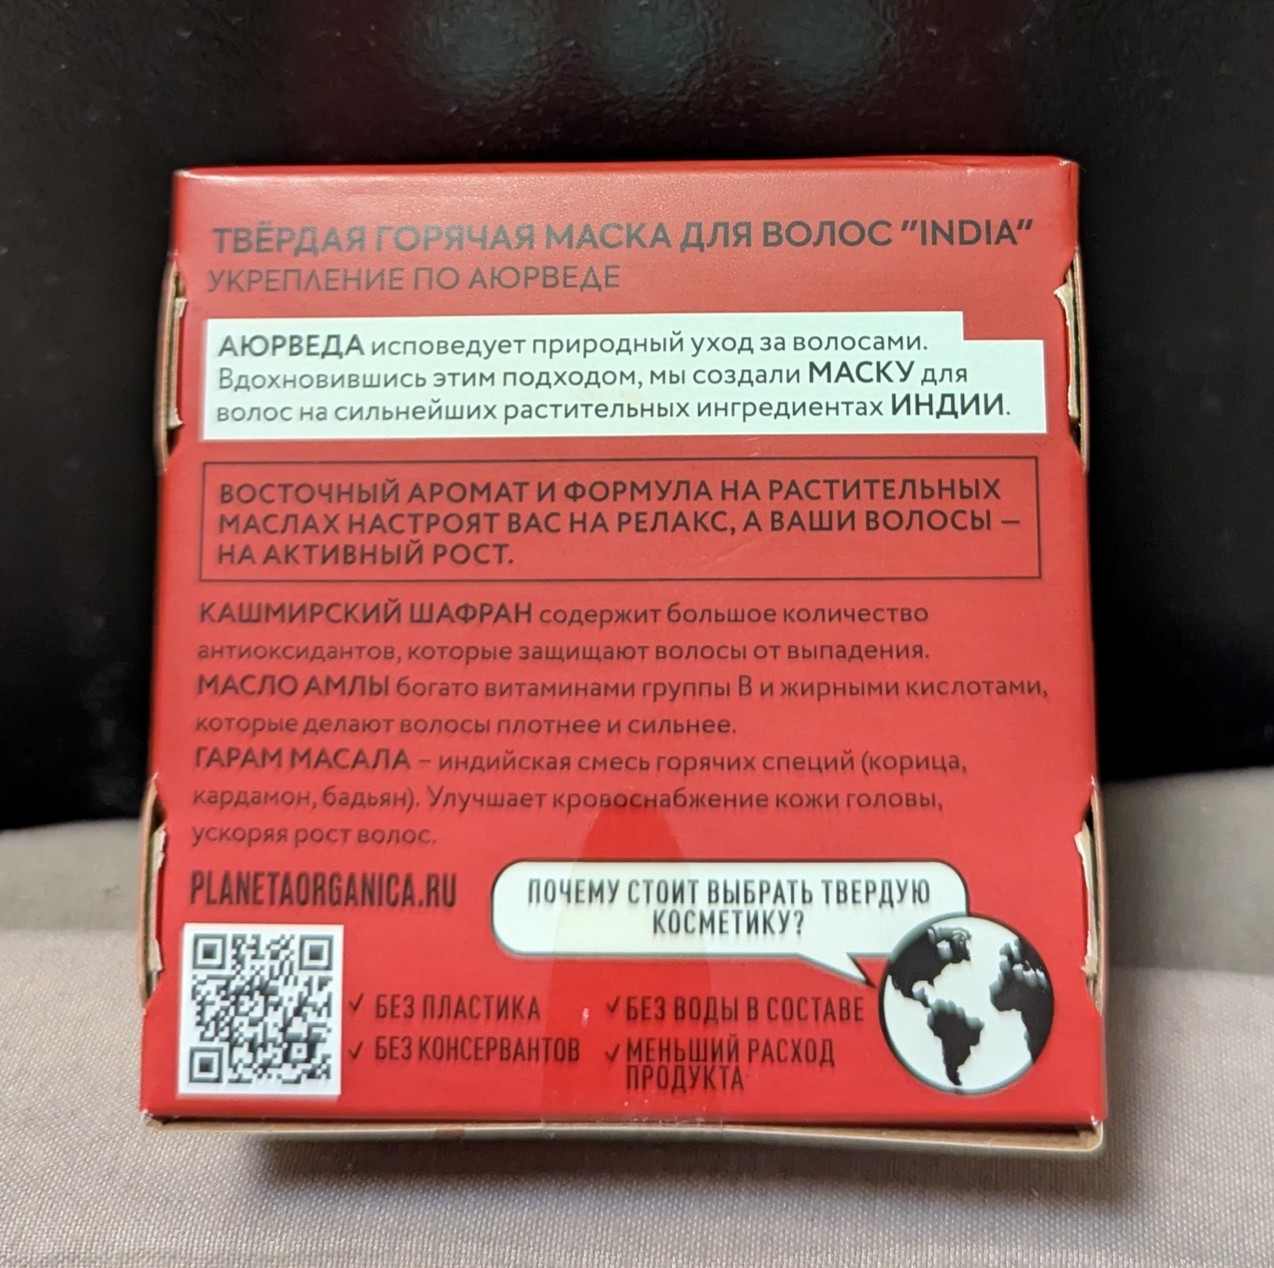 ТВЁРДАЯ ГОРЯЧАЯ МАСКА ДЛЯ ВОЛОС "INDIA"
УКРЕПЛЕНИЕ ПО АЮРВЕДЕ
АЮРВЕДА исповедует природный уход за волосами.
Вдохновившись этим подходом, мы создали МАСКУ для
волос на сильнейших растительных ингредиентах ИНДИИ.
ВОСТОЧНЫЙ АРОМАТ И ФОРМУЛА НА РАСТИТЕЛЬНЫХ
МАСЛАХ НАСТРОЯТ ВАС НА РЕЛАКС, А ВАШИ ВОЛОСЫ –
НА АКТИВНЫЙ РОСТ.
КАШМИРСКИЙ ШАФРАН содержит большое количество
антиоксидантов, которые защищают волосы от выпадения.
МАСЛО АМЛЫ богато витаминами группы В и жирными кислотами,
которые делают волосы плотнее и сильнее.
ГАРАМ МАСАЛА – индийская смесь горячих специй (корица,
кардамон, бадьян). Улучшает кровоснабжение кожи головы,
ускоряя рост волос.
PLANETAORGANICA.RU
ПОЧЕМУ СТОИТ ВЫБРАТЬ ТВЕРДУЮ
КОСМЕТИКУ?
✓ БЕЗ ПЛАСТИКА
✓ БЕЗ КОНСЕРВАНТОВ
✓ БЕЗ ВОДЫ В СОСТАВЕ
✓ МЕНЬШИЙ РАСХОД
ПРОДУКТА